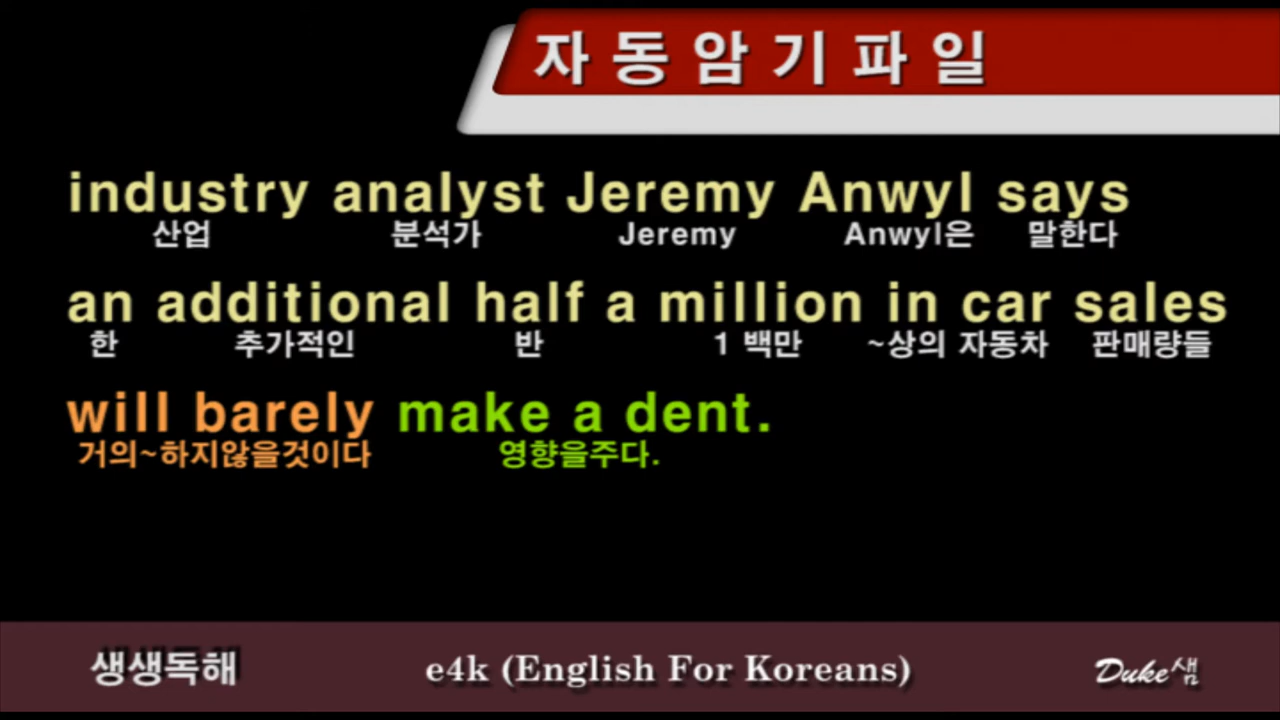 자동암기파일
industry analyst Jeremy Anwyl says
산업 분석가 Jeremy Anwyl은 말한다
an additional half a million in car sales
한 추가적인 반 1 백만 ~상의 자동차 판매량들
will barely make a dent.
거의~하지않을것이다 영향을주다.
생생독해 e4k (English For Koreans) Duke샘